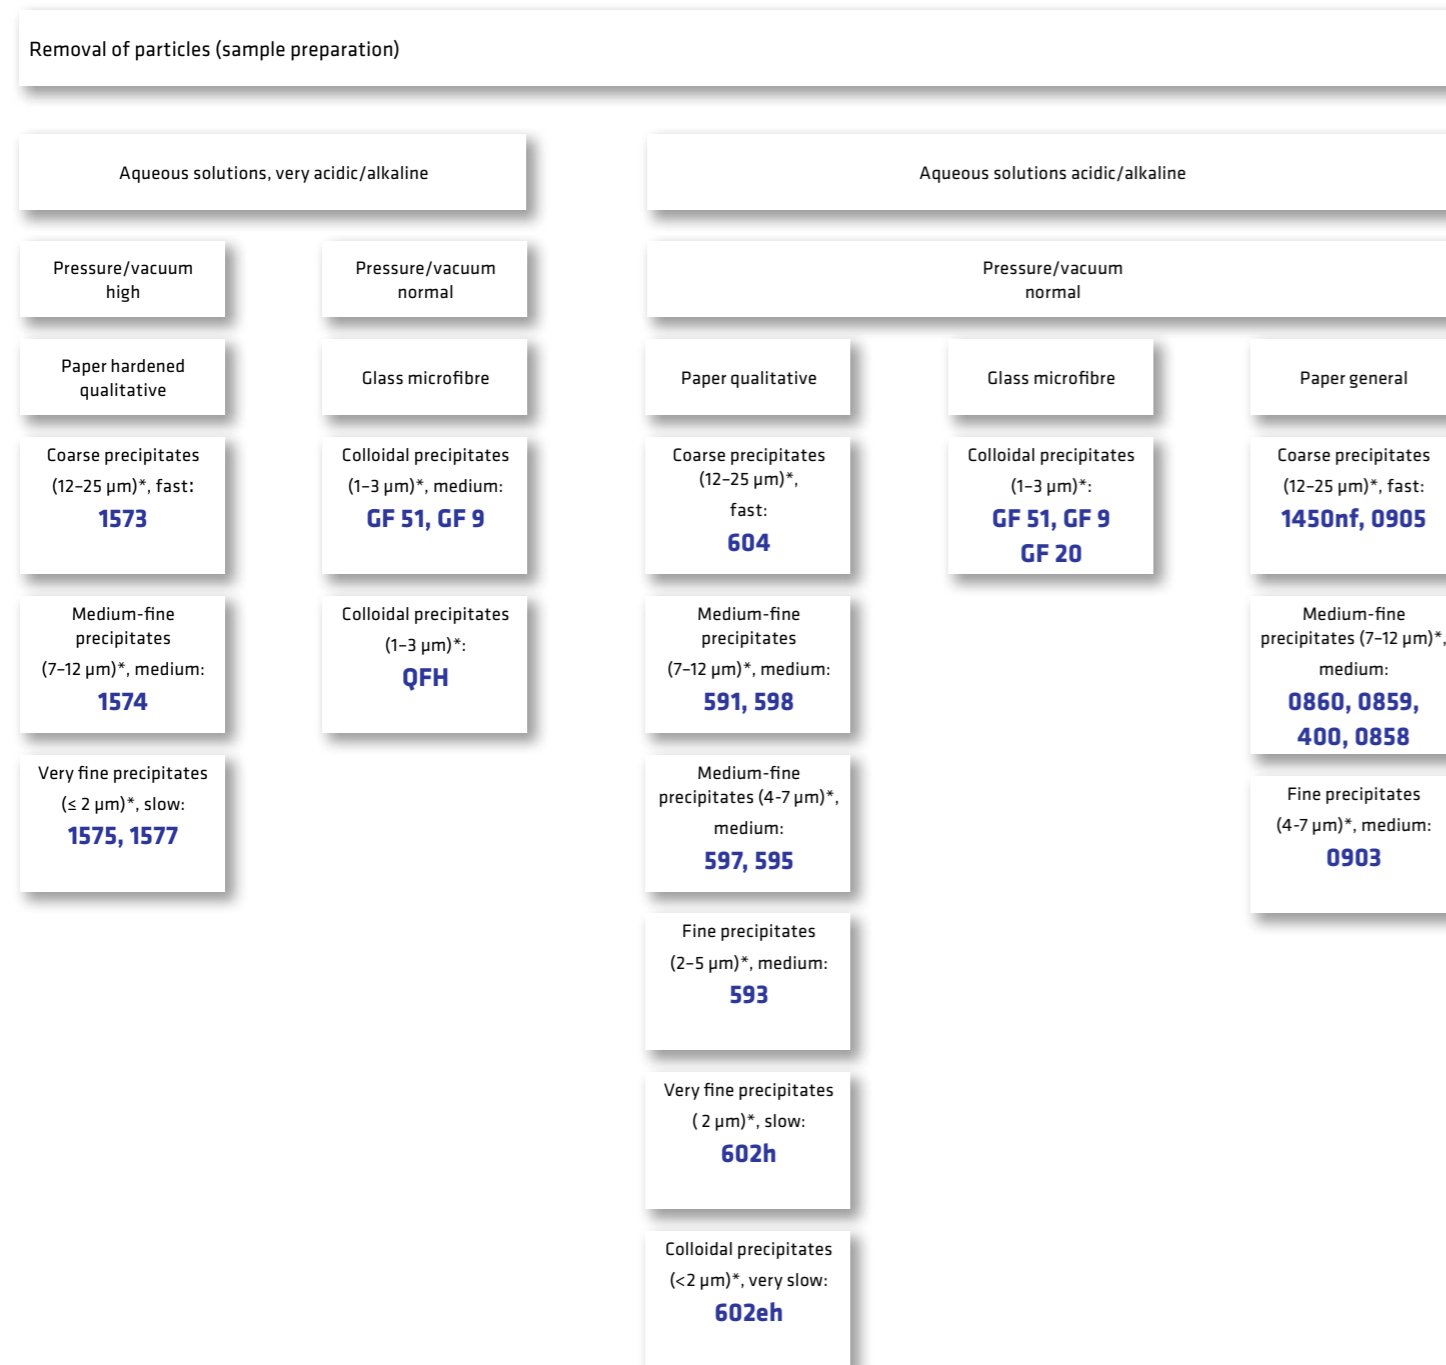 Removal of particles (sample preparation)
Aqueous solutions, very acidic/alkaline
Aqueous solutions acidic/alkaline
Pressure/vacuum
high
Pressure/vacuum
normal
Pressure/vacuum
normal
Paper hardened
qualitative
Glass microfibre
Paper qualitative
Glass microfibre
Paper general
Coarse precipitates
(12–25 µm)*, fast:
1573
Colloidal precipitates
(1–3 µm)*, medium:
GF 51, GF 9
Coarse precipitates
(12–25 µm)*,
fast:
604
Colloidal precipitates
(1–3 µm)*:
GF 51, GF 9
GF 20
Coarse precipitates
(12–25 µm)*, fast:
1450nf, 0905
Medium-fine
precipitates
(7–12 µm)*, medium:
1574
Colloidal precipitates
(1–3 µm)*:
QFH
Medium-fine
precipitates
(7–12 µm)*, medium:
591, 598
Medium-fine
precipitates (7–12 µm)*,
medium:
0860, 0859,
400, 0858
Very fine precipitates
(≤ 2 µm)*, slow:
1575, 1577
Medium-fine
precipitates (4-7 µm)*,
medium:
597, 595
Fine precipitates
(4-7 µm)*, medium:
0903
Fine precipitates
(2–5 µm)*, medium:
593
Very fine precipitates
( 2 µm)*, slow:
602h
Colloidal precipitates
(<2 µm)*, very slow:
602eh